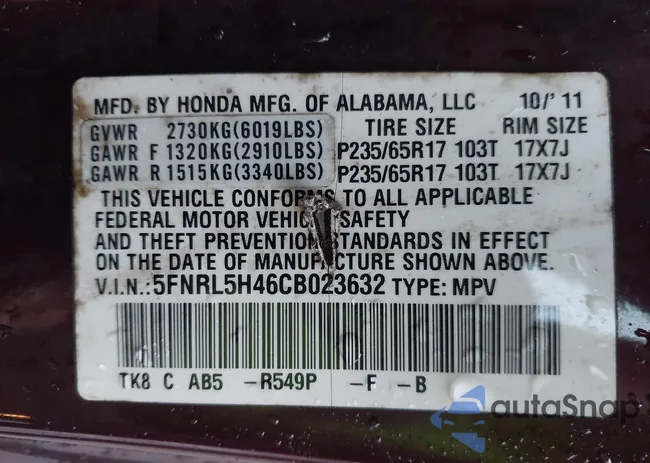 MFD. BY HONDA MFG. OF ALABAMA, LLC 10/'11
GVWR 2730KG(6019LBS) TIRE SIZE RIM SIZE
GAWR F 1320KG(2910LBS) P235/65R17 103T 17X7J
GAWR R 1515KG(3340LBS) P235/65R17 103T 17X7J
THIS VEHICLE CONFORMS TO ALL APPLICABLE
FEDERAL MOTOR VEHICLE SAFETY
AND THEFT PREVENTION STANDARDS IN EFFECT
ON THE DATE OF MANUFACTURE SHOWN ABOVE.
V.I.N.:5FNRL5H46CB023632 TYPE: MPV
TK8 C AB5 -R549P -F -B
autoSnap